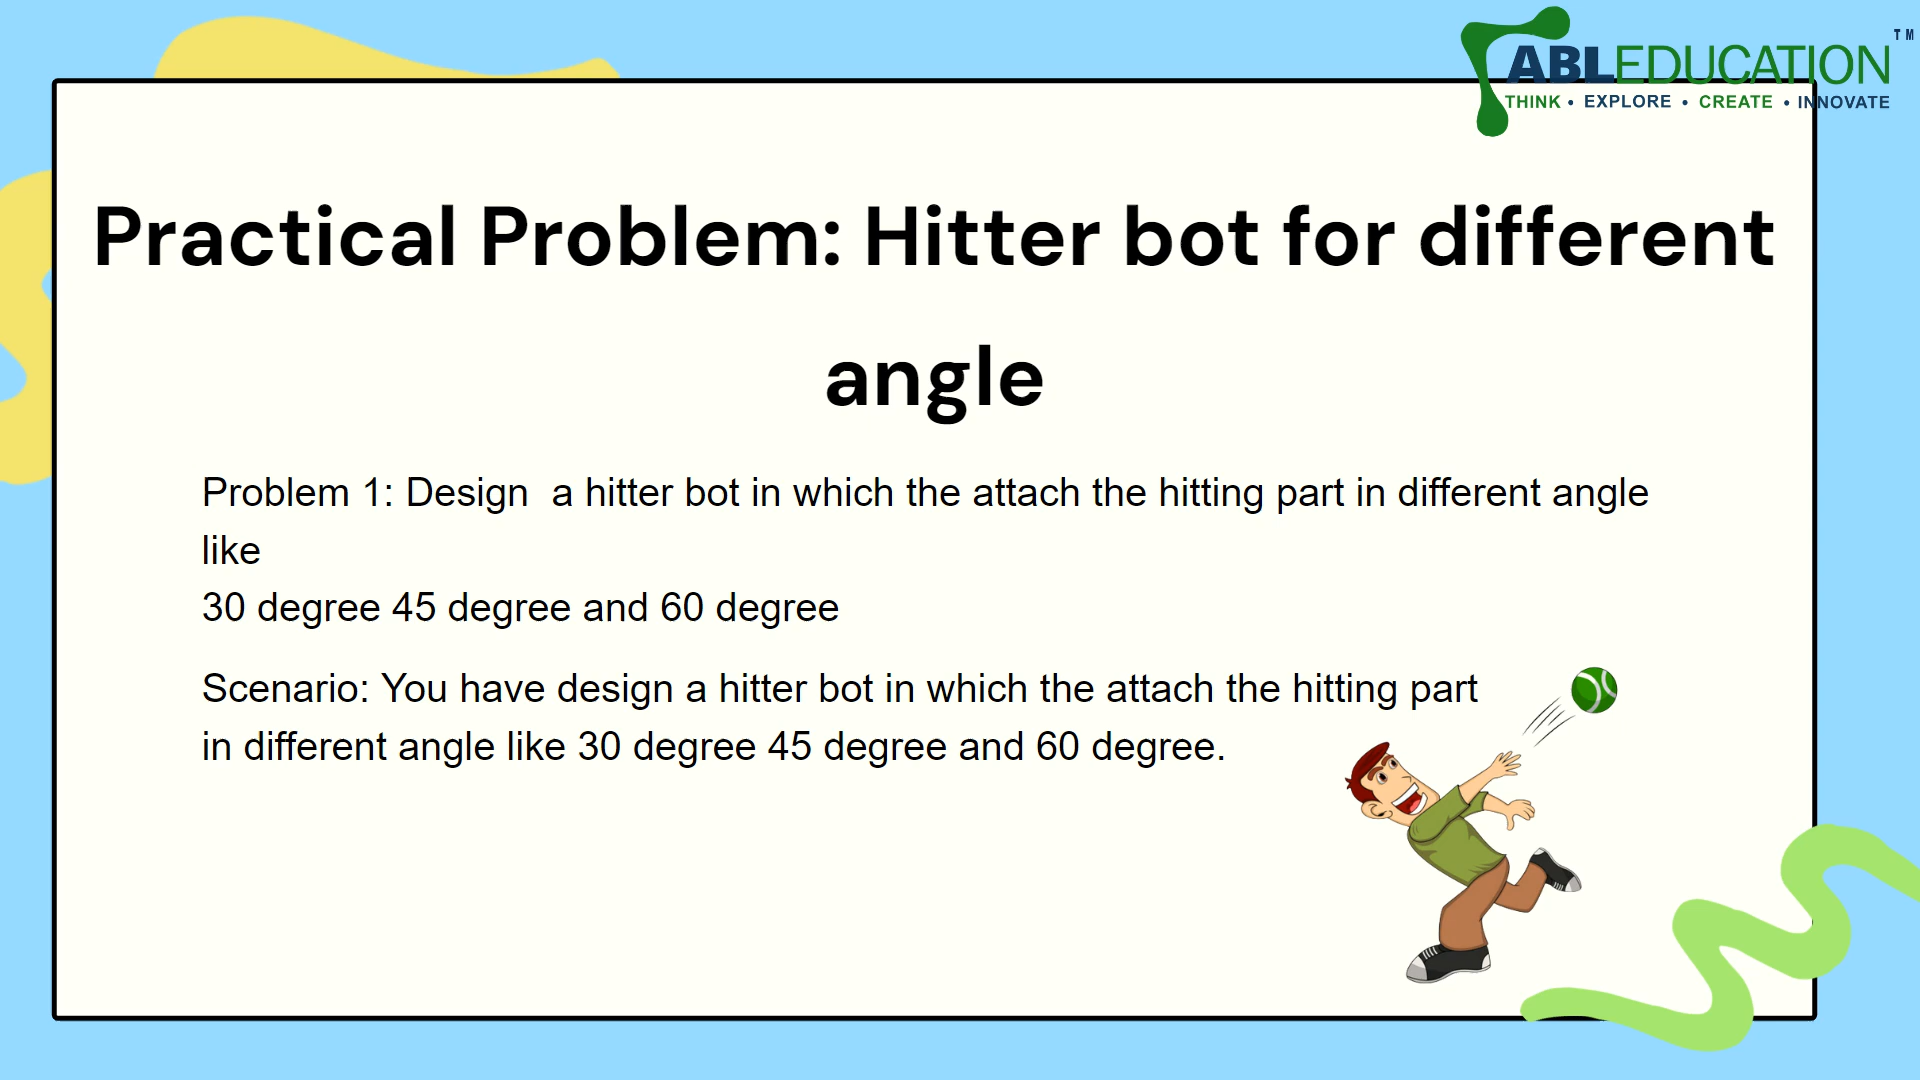 ABLEDUCATION TM
THINK • EXPLORE • CREATE • INNOVATE
Practical Problem: Hitter bot for different
angle
Problem 1: Design  a hitter bot in which the attach the hitting part in different angle
like
30 degree 45 degree and 60 degree
Scenario: You have design a hitter bot in which the attach the hitting part
in different angle like 30 degree 45 degree and 60 degree.